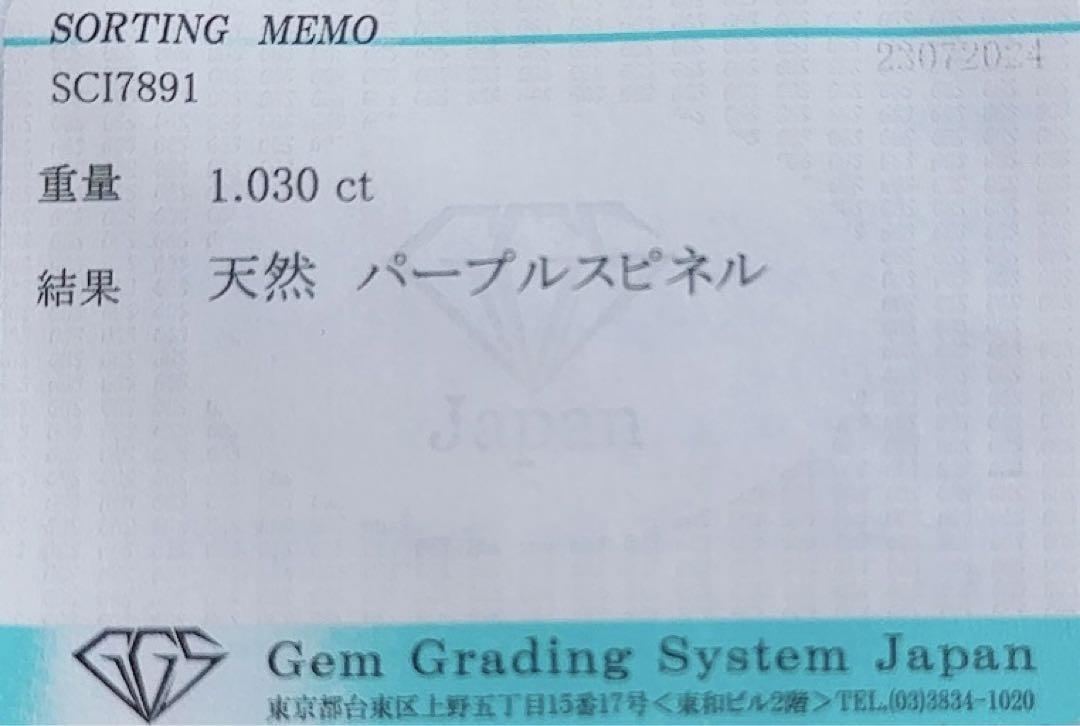 SORTING MEMO
23072024
SCI7891
重量 1.030 ct
結果 天然 パープルスピネル
Japan
GGS
Gem Grading System Japan
東京都台東区上野五丁目15番17号＜東和ビル2階＞TEL.(03)3834-1020